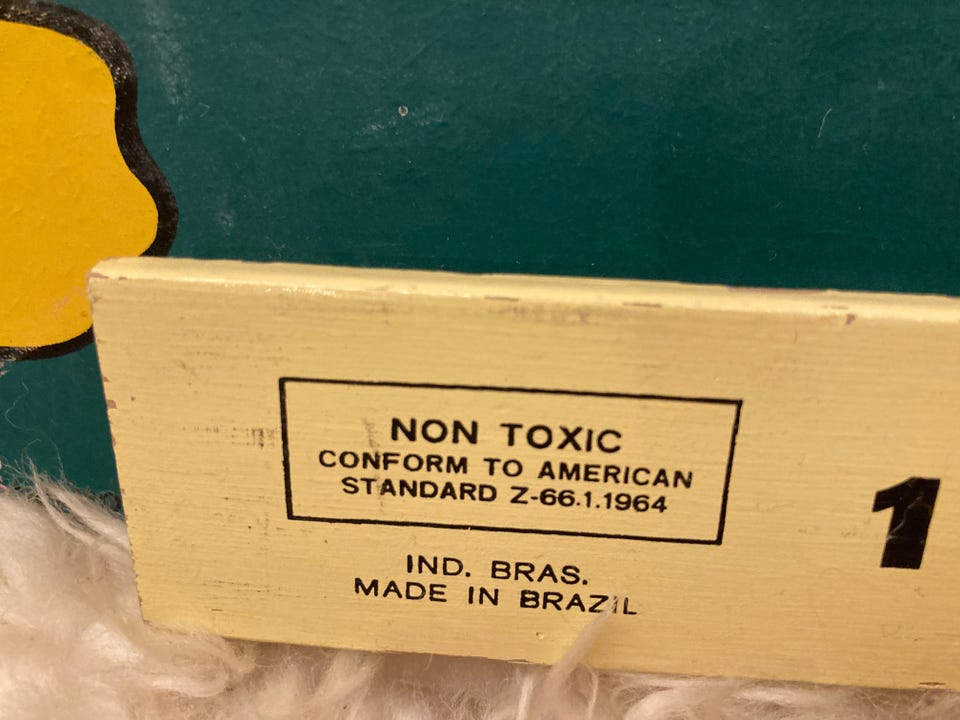 NON TOXIC
CONFORM TO AMERICAN
STANDARD Z-66.1.1964
1
IND. BRAS.
MADE IN BRAZIL